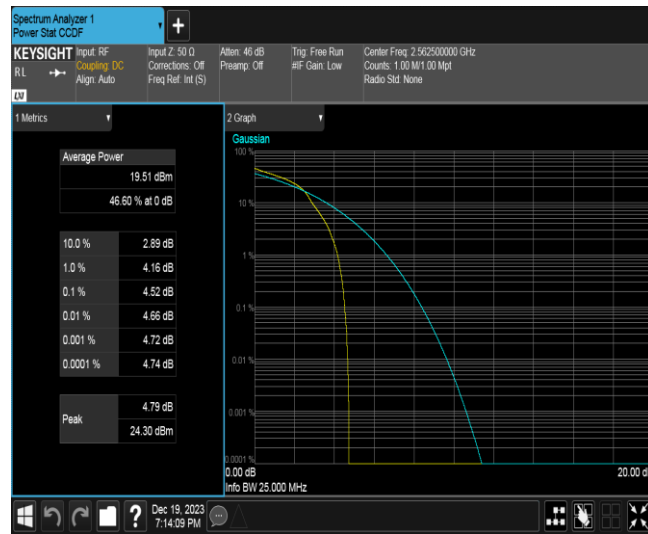 Spectrum Analyzer 1
Power Stat CCDF
+
KEYSIGHT
RL
LXI
Input: RF
Coupling: DC
Align: Auto
Input Z: 50 Ω
Corrections: Off
Freq Ref: Int (S)
Atten: 46 dB
Preamp: Off
Trig: Free Run
#IF Gain: Low
Center Freq: 2.562500000 GHz
Counts: 1.00 M/1.00 Mpt
Radio Std: None
1 Metrics
Average Power
19.51 dBm
46.60 % at 0 dB
10.0 % 2.89 dB
1.0 % 4.16 dB
0.1 % 4.52 dB
0.01 % 4.66 dB
0.001 % 4.72 dB
0.0001 % 4.74 dB
Peak
4.79 dB
24.30 dBm
2 Graph
Gaussian
100 %
10 %
1 %
0.1 %
0.01 %
0.001 %
0.0001 %
0.00 dB 20.00 d
Info BW 25.000 MHz
?
Dec 19, 2023
7:14:09 PM